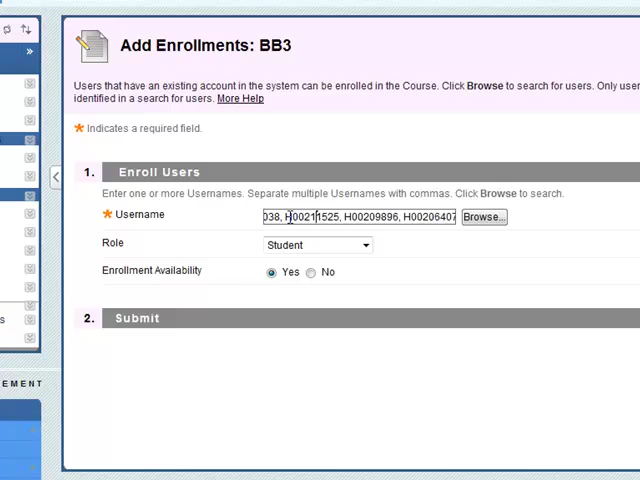 Add Enrollments: BB3
Users that have an existing account in the system can be enrolled in the Course. Click Browse to search for users. Only user
identified in a search for users. More Help
* Indicates a required field.
1. Enroll Users
Enter one or more Usernames. Separate multiple Usernames with commas. Click Browse to search.
* Username 038, H00211525, H00209896, H00206407 Browse...
Role Student
Enrollment Availability Yes No
2. Submit
s
EMENT